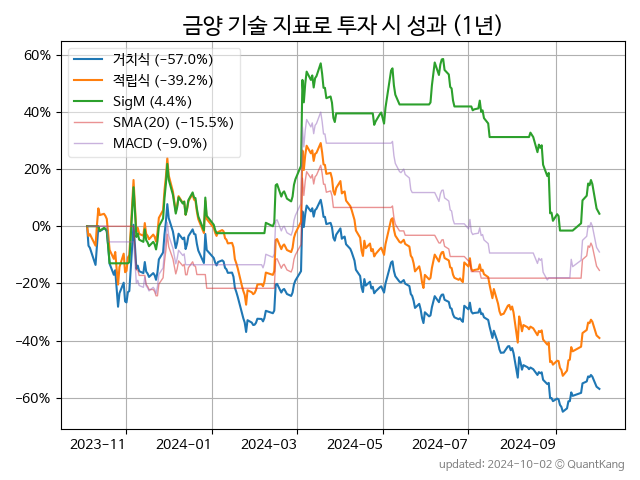 금양 기술 지표로 투자 시 성과 (1년)
60%
40%
20%
0%
−20%
−40%
−60%
거치식 (−57.0%)
적립식 (−39.2%)
SigM (4.4%)
SMA(20) (−15.5%)
MACD (−9.0%)
2023−11
2024−01
2024−03
2024−05
2024−07
2024−09
updated: 2024-10-02 © QuantKang